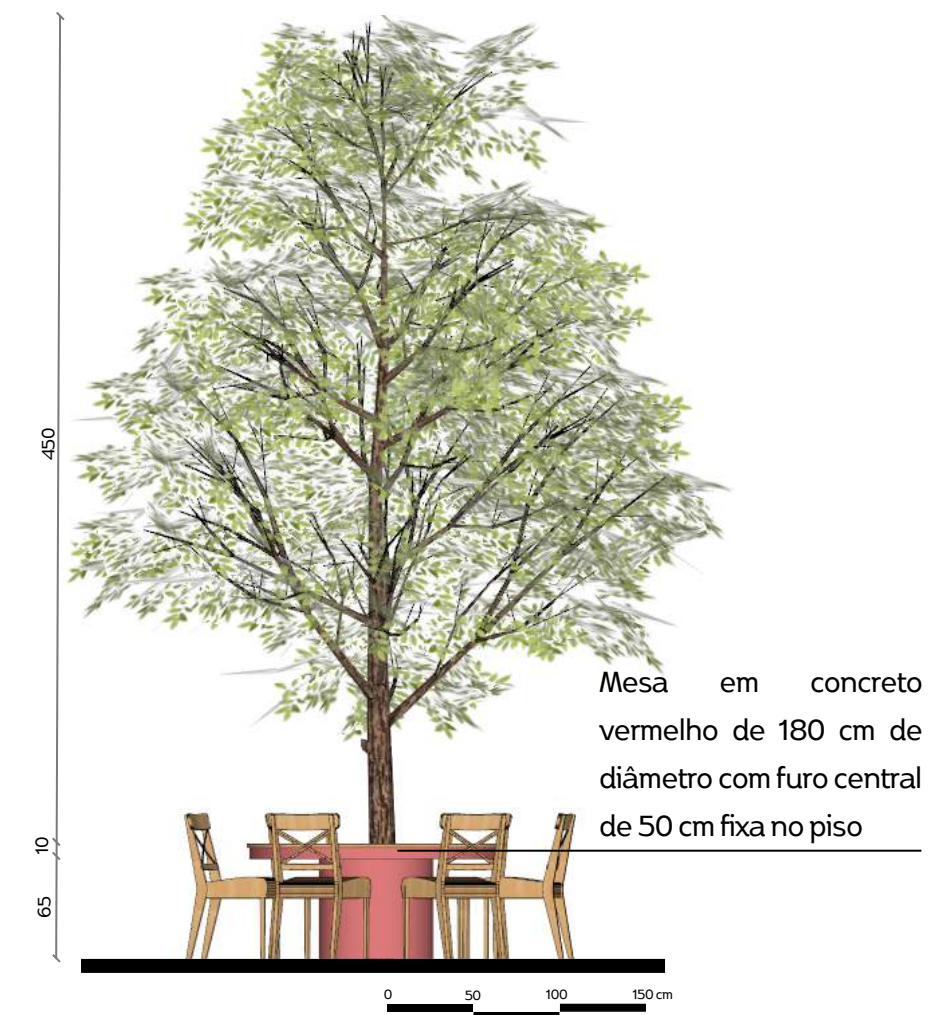 450
Mesa em concreto
vermelho de 180 cm de
diâmetro com furo central
de 50 cm fixa no piso
10
65
0 50 100 150 cm